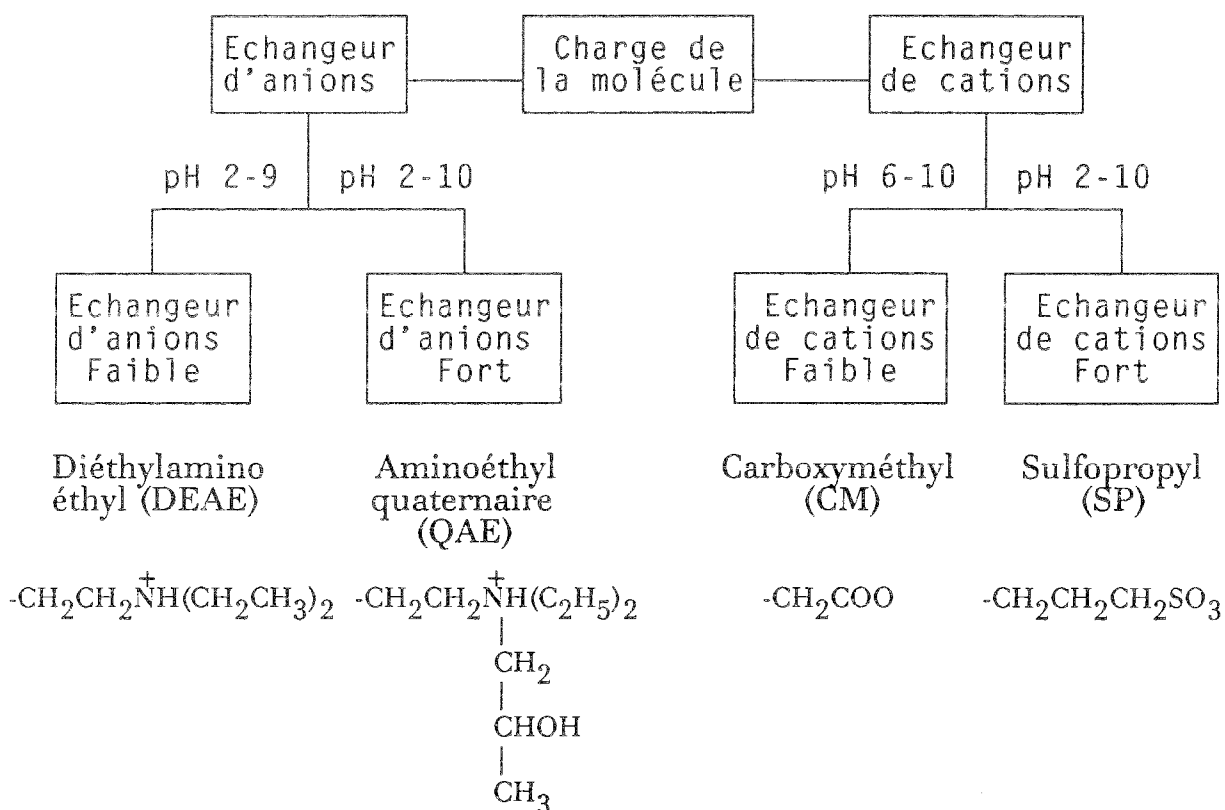 Echangeur
d'anions
Charge de
la molécule
Echangeur
de cations
pH 2-9
pH 2-10
pH 6-10
pH 2-10
Echangeur
d'anions
Faible
Echangeur
d'anions
Fort
Echangeur
de cations
Faible
Echangeur
de cations
Fort
Diéthylamino
éthyl (DEAE)
Aminoéthyl
quaternaire
(QAE)
Carboxyméthyl
(CM)
Sulfopropyl
(SP)
-CH₂CH₂N⁺H(CH₂CH₃)₂
-CH₂CH₂N⁺H(C₂H₅)₂
CH₂
CHOH
CH₃
-CH₂COO
-CH₂CH₂CH₂SO₃